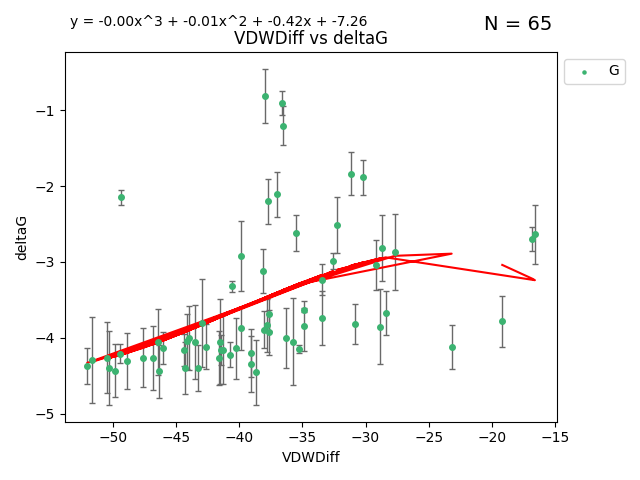 y = -0.00x^3 + -0.01x^2 + -0.42x + -7.26
N = 65
VDWDiff vs deltaG
G
deltaG
−1
−2
−3
−4
−5
−50
−45
−40
−35
−30
−25
−20
−15
VDWDiff